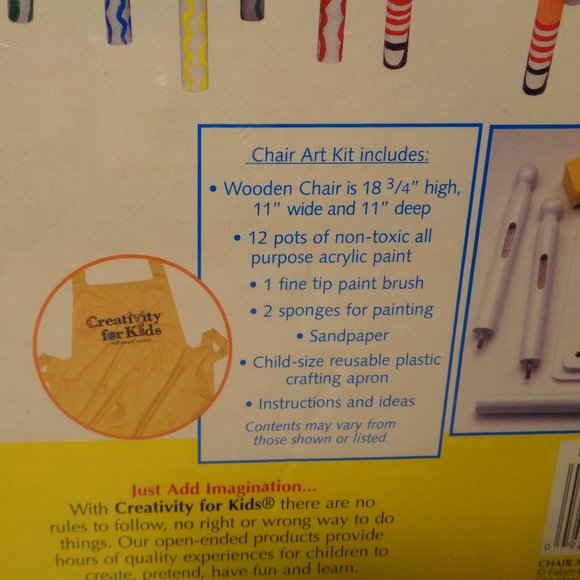 Chair Art Kit includes:
• Wooden Chair is 18 3/4" high,
11" wide and 11" deep
• 12 pots of non-toxic all
purpose acrylic paint
• 1 fine tip paint brush
• 2 sponges for painting
• Sandpaper
• Child-size reusable plastic
crafting apron
• Instructions and ideas
Contents may vary from
those shown or listed
Creativity
for Kids
Just Add Imagination...
With Creativity for Kids® there are no
rules to follow, no right or wrong way to do
things. Our open-ended products provide
hours of quality experiences for children to
create, pretend, have fun and learn.
CHAIR
© Faber